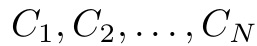 C_1, C_2, \ldots, C_N